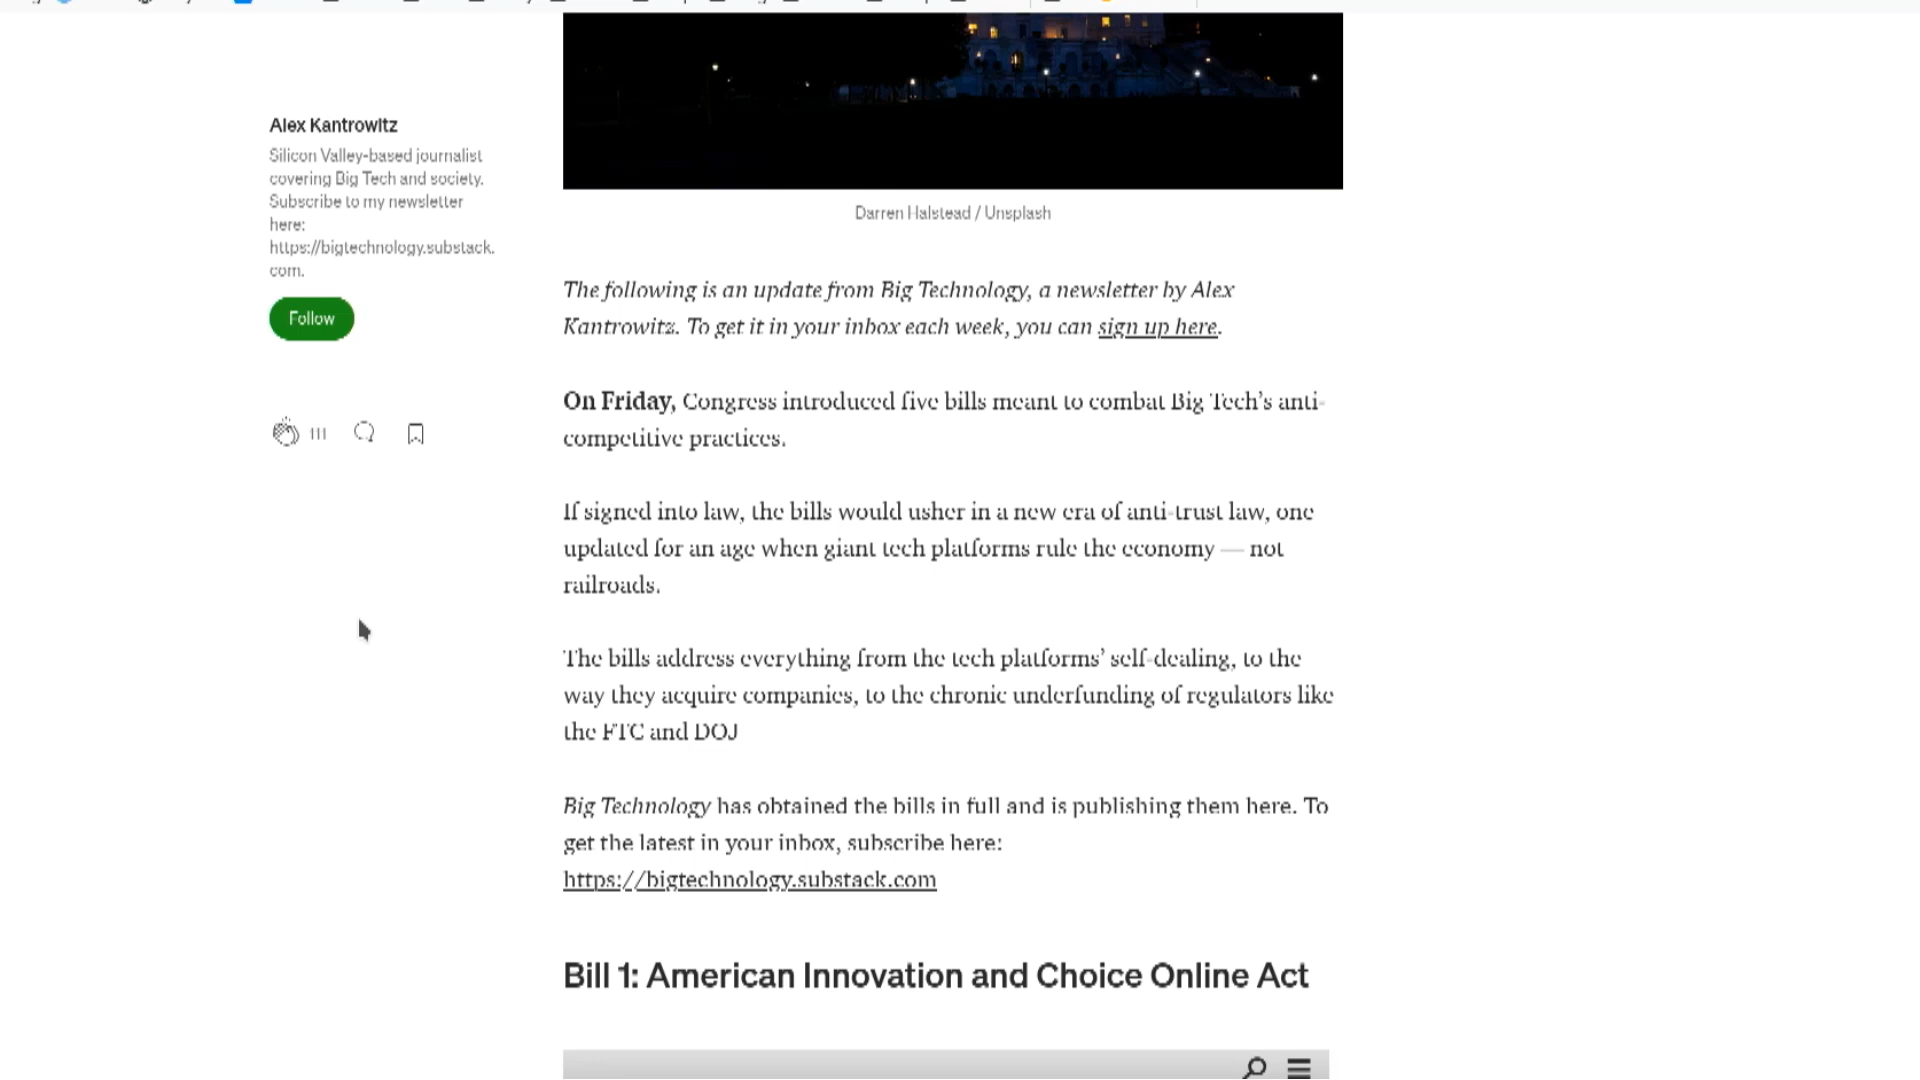 Alex Kantrowitz
Silicon Valley-based journalist
covering Big Tech and society.
Subscribe to my newsletter
here:
https://bigtechnology.substack.
com.
Follow
111
Darren Halstead / Unsplash
The following is an update from Big Technology, a newsletter by Alex
Kantrowitz. To get it in your inbox each week, you can sign up here.
On Friday, Congress introduced five bills meant to combat Big Tech’s anti-
competitive practices.
If signed into law, the bills would usher in a new era of anti-trust law, one
updated for an age when giant tech platforms rule the economy — not
railroads.
The bills address everything from the tech platforms’ self-dealing, to the
way they acquire companies, to the chronic underfunding of regulators like
the FTC and DOJ
Big Technology has obtained the bills in full and is publishing them here. To
get the latest in your inbox, subscribe here:
https://bigtechnology.substack.com
Bill 1: American Innovation and Choice Online Act